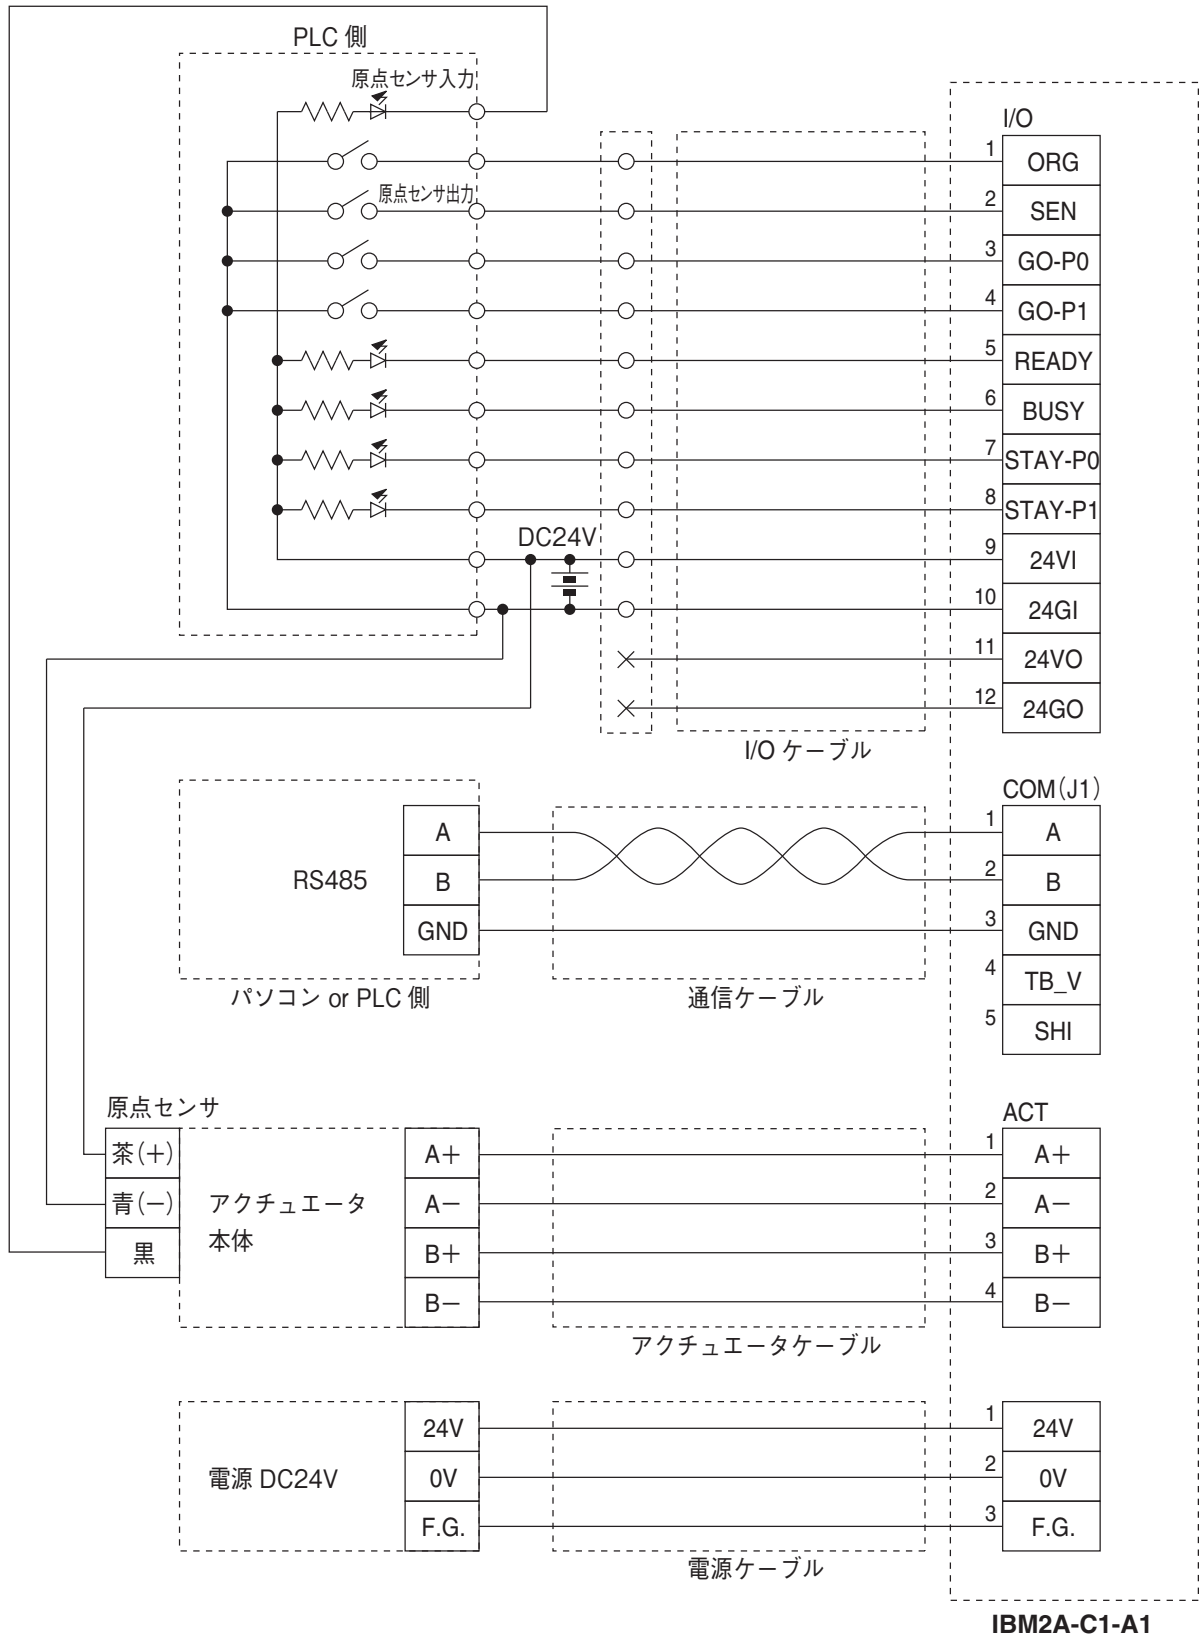 PLC 側
原点センサ入力
I/O
1 ORG
原点センサ出力
2 SEN
3 GO-P0
4 GO-P1
5 READY
6 BUSY
7 STAY-P0
8 STAY-P1
DC24V
9 24VI
10 24GI
11 24VO
12 24GO
I/O ケーブル
COM(J1)
A
1 A
RS485
B
2 B
GND
3 GND
4 TB_V
5 SHI
パソコン or PLC 側
通信ケーブル
原点センサ
ACT
茶(+)
A+
1 A+
青(−)
アクチュエータ
本体
A−
2 A−
黒
B+
3 B+
B−
4 B−
アクチュエータケーブル
24V
1 24V
電源 DC24V
0V
2 0V
F.G.
3 F.G.
電源ケーブル
IBM2A-C1-A1